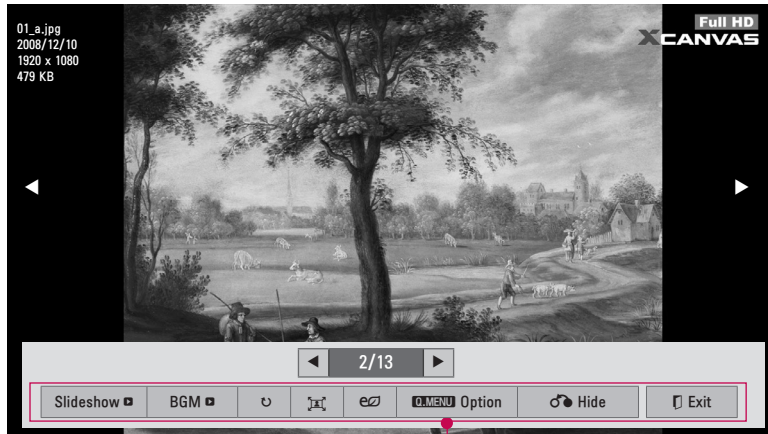 01_a.jpg
2008/12/10
1920 x 1080
479 KB
Full HD
XCANVAS
2/13
Slideshow BGM Q.MENU Option Hide Exit